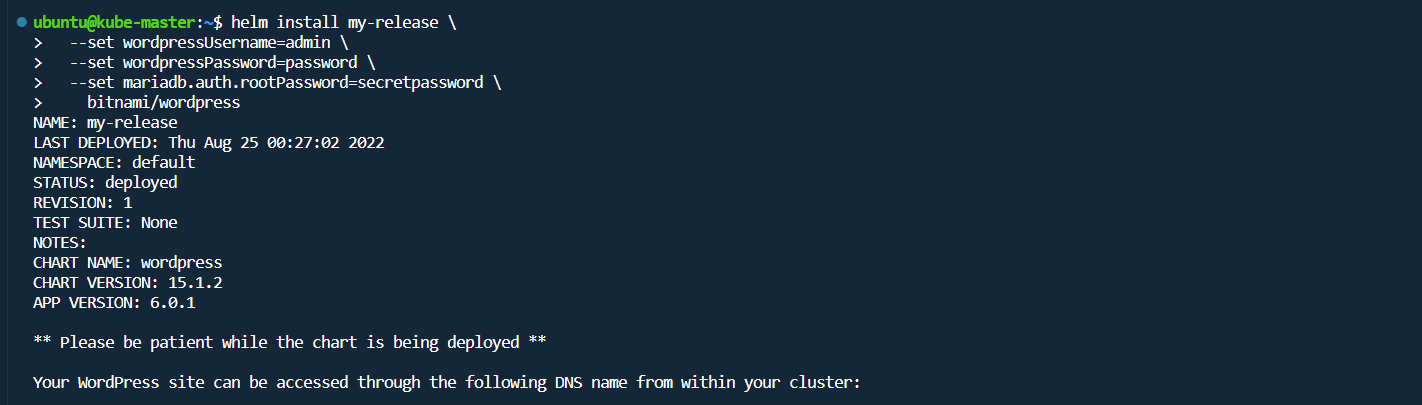 ubuntu@kube-master:~$ helm install my-release \
>   --set wordpressUsername=admin \
>   --set wordpressPassword=password \
>   --set mariadb.auth.rootPassword=secretpassword \
>     bitnami/wordpress
NAME: my-release
LAST DEPLOYED: Thu Aug 25 00:27:02 2022
NAMESPACE: default
STATUS: deployed
REVISION: 1
TEST SUITE: None
NOTES:
CHART NAME: wordpress
CHART VERSION: 15.1.2
APP VERSION: 6.0.1
** Please be patient while the chart is being deployed **
Your WordPress site can be accessed through the following DNS name from within your cluster: